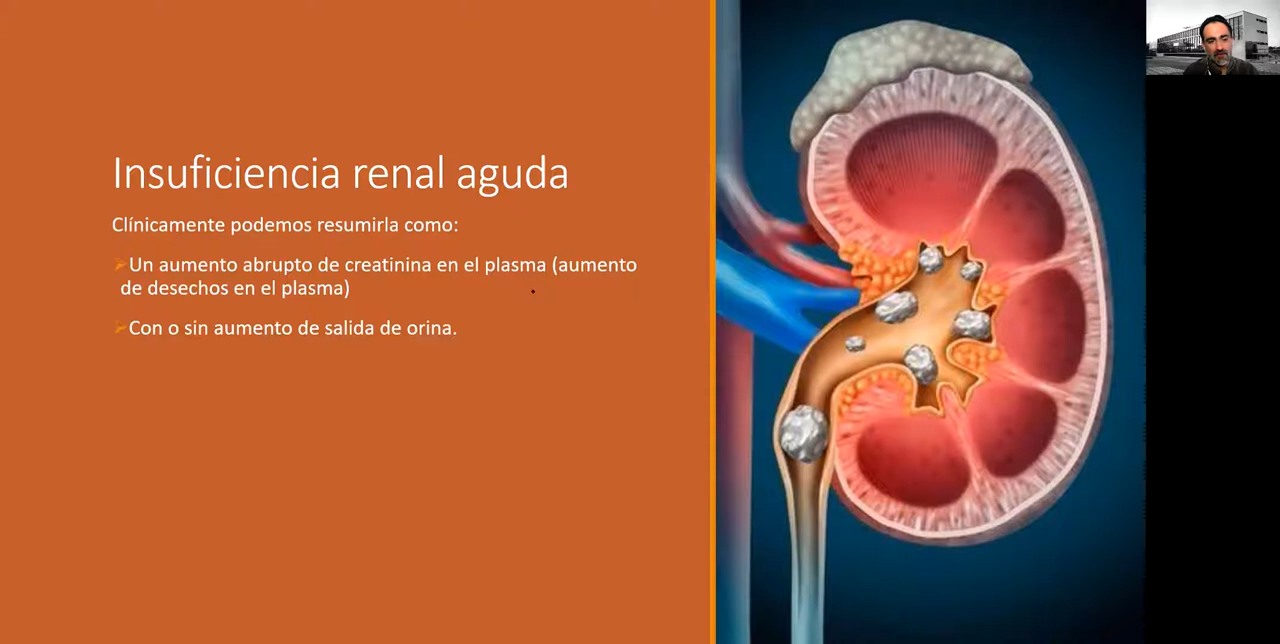 Insuficiencia renal aguda
Clínicamente podemos resumirla como:
Un aumento abrupto de creatinina en el plasma (aumento
de desechos en el plasma)
Con o sin aumento de salida de orina.